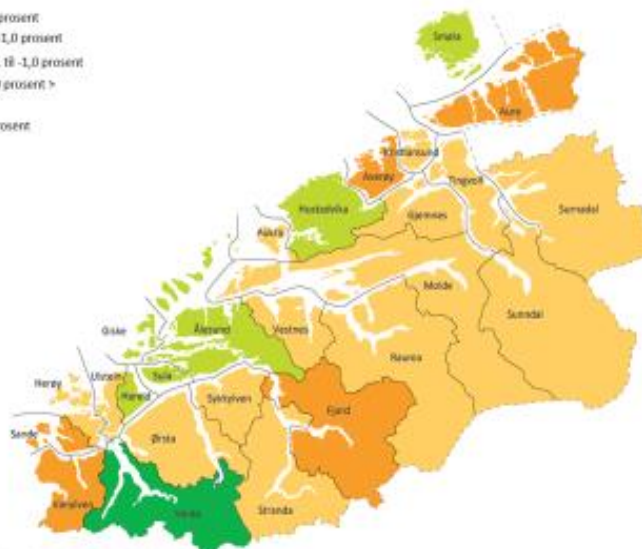 prosent
1,0 prosent
til -1,0 prosent
prosent >
prosent
Smøla
Aure
Kristiansund
Averøy
Tingvoll
Hustadvika
Gjemnes
Surnadal
Aukra
Molde
Sunndal
Giske
Ålesund
Vestnes
Rauma
Ulstein
Herøy
Hareid
Sula
Sykkylven
Fjord
Sande
Ørsta
Vanylven
Volda
Stranda